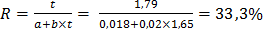 R = t / a+b×t = 1,79 / 0,018+0,02×1,65 = 33,3%